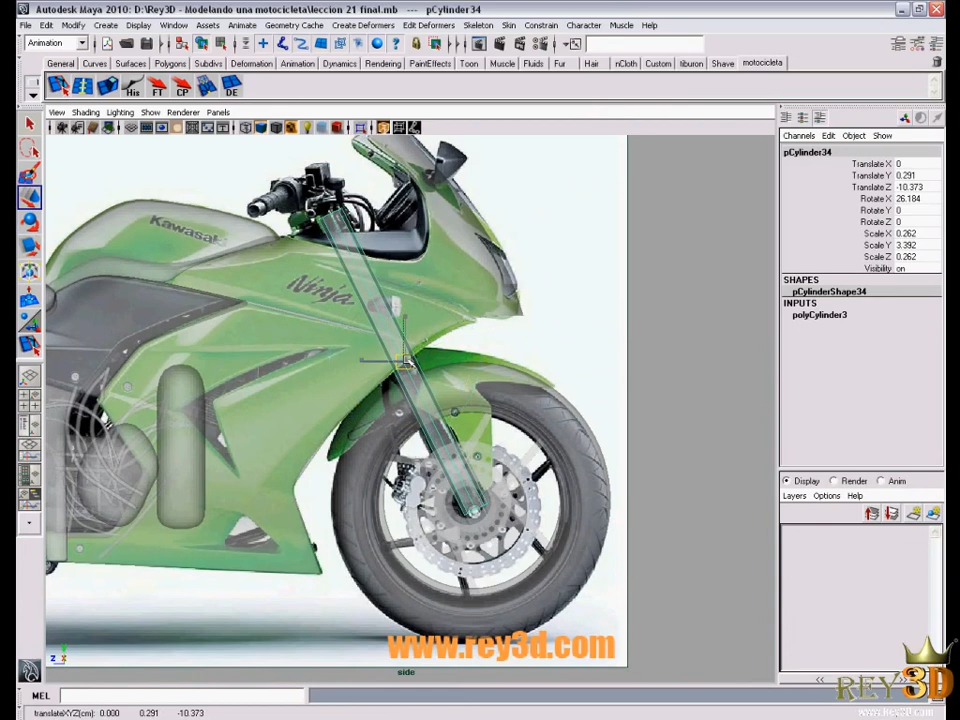 Autodesk Maya 2010: D:\Rey3D - Modelando una motocicleta\leccion 21 final.mb --- pCylinder34
File Edit Modify Create Display Window Assets Animate Geometry Cache Create Deformers Edit Deformers Skeleton Skin Constrain Character Muscle Help
Animation
General Curves Surfaces Polygons Subdivs Deformation Animation Dynamics Rendering PaintEffects Toon Muscle Fluids Fur Hair nCloth Custom tiburon Shave motocicleta
His FT CP DE
View Shading Lighting Show Renderer Panels
Channels Edit Object Show
pCylinder34
Translate X 0
Translate Y 0.291
Translate Z -10.373
Rotate X 26.184
Rotate Y 0
Rotate Z 0
Scale X 0.262
Scale Y 3.392
Scale Z 0.262
Visibility on
SHAPES
pCylinderShape34
INPUTS
polyCylinder3
Kawasaki
Ninja
Display Render Anim
Layers Options Help
www.rey3d.com
z x
side
REY3D
www.rey3d.com
MEL
translateXYZ(cm): 0.000 0.291 -10.373